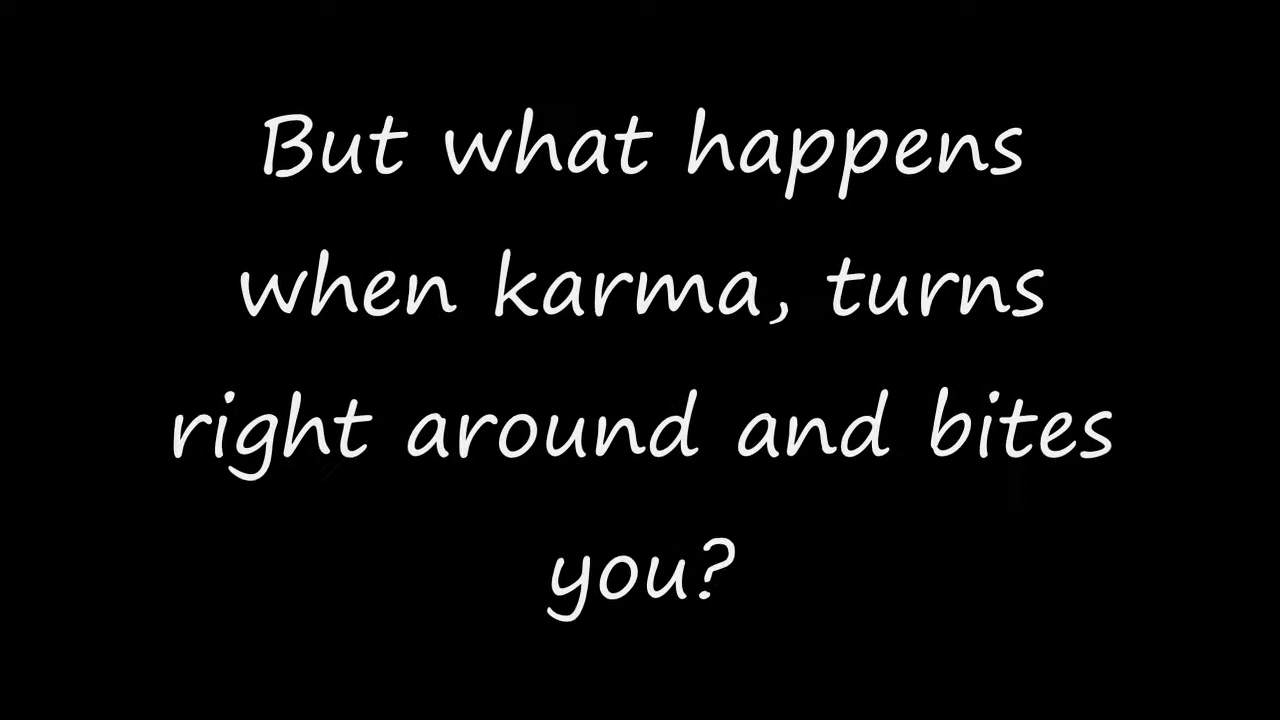 But what happens
when karma, turns
right around and bites
you?